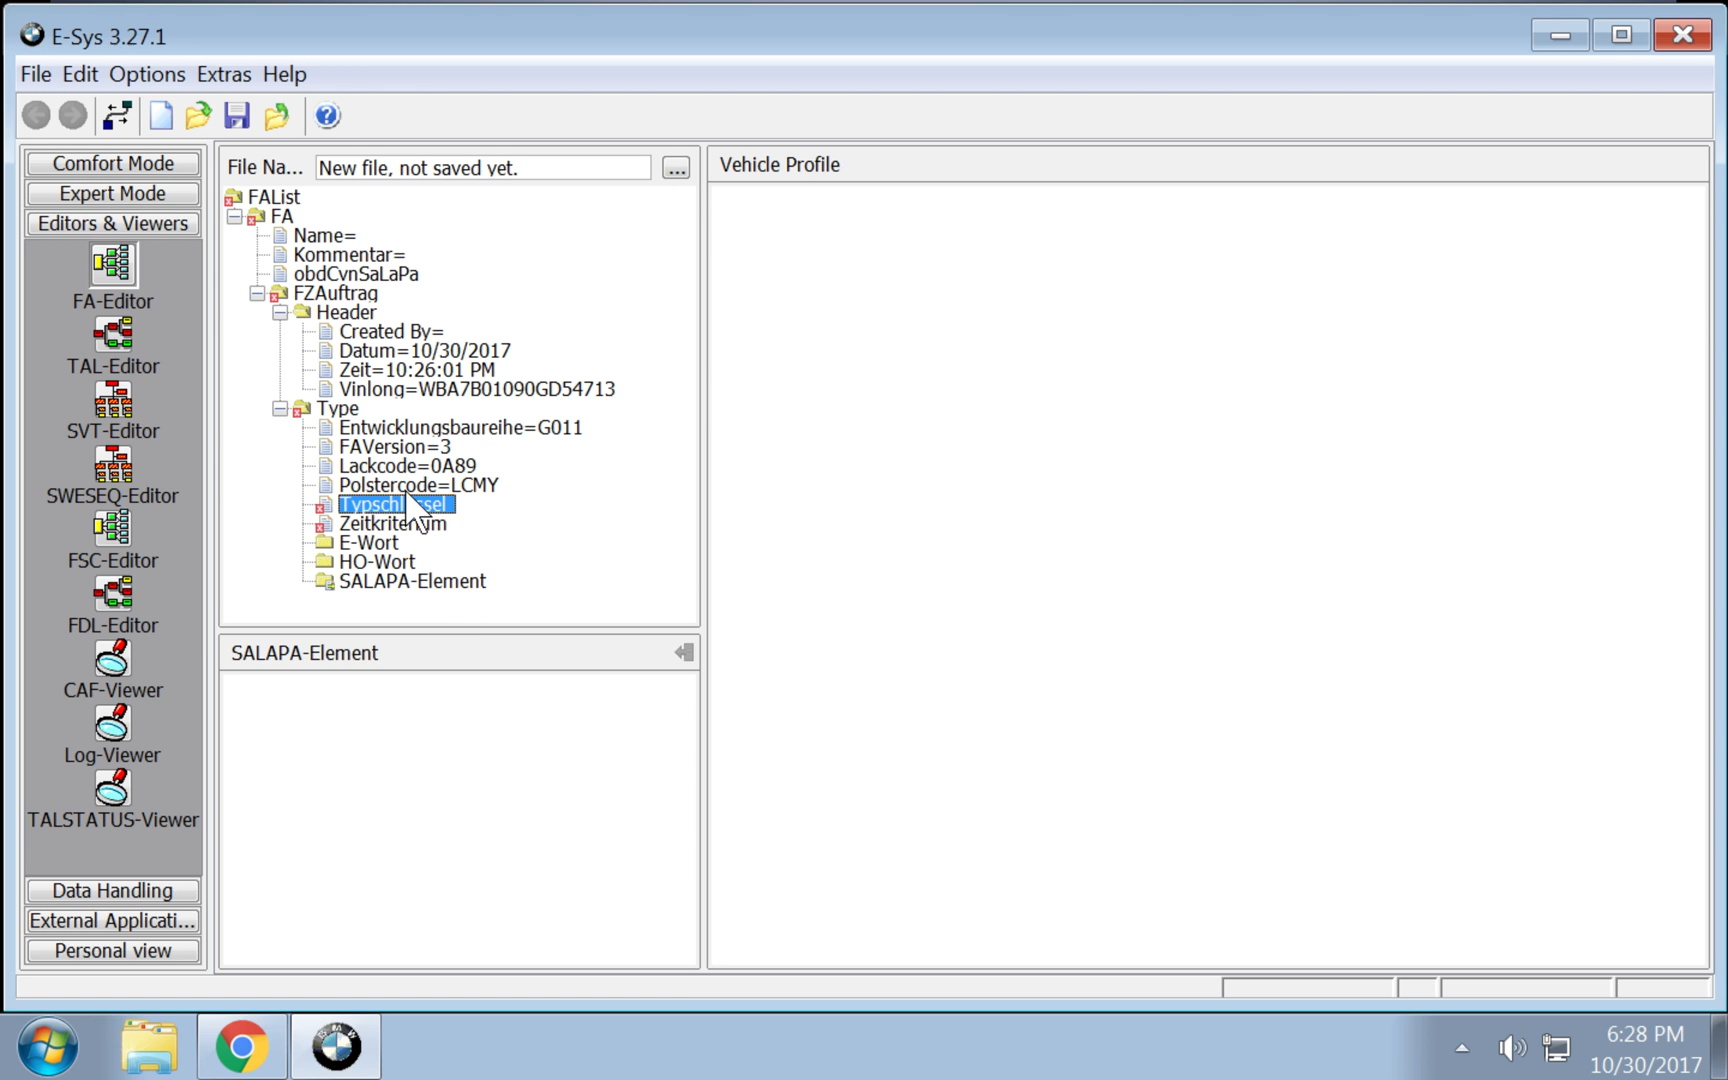 E-Sys 3.27.1
File Edit Options Extras Help
Comfort Mode
Expert Mode
Editors & Viewers
FA-Editor
TAL-Editor
SVT-Editor
SWESEQ-Editor
FSC-Editor
FDL-Editor
CAF-Viewer
Log-Viewer
TALSTATUS-Viewer
Data Handling
External Applicati...
Personal view
File Na... New file, not saved yet. ...
FAList
FA
Name=
Kommentar=
obdCvnSaLaPa
FZAuftrag
Header
Created By=
Datum=10/30/2017
Zeit=10:26:01 PM
Vinlong=WBA7B01090GD54713
Type
Entwicklungsbaureihe=G011
FAVersion=3
Lackcode=0A89
Polstercode=LCMY
Typschlüssel
Zeitkriterium
E-Wort
HO-Wort
SALAPA-Element
SALAPA-Element
Vehicle Profile
6:28 PM
10/30/2017